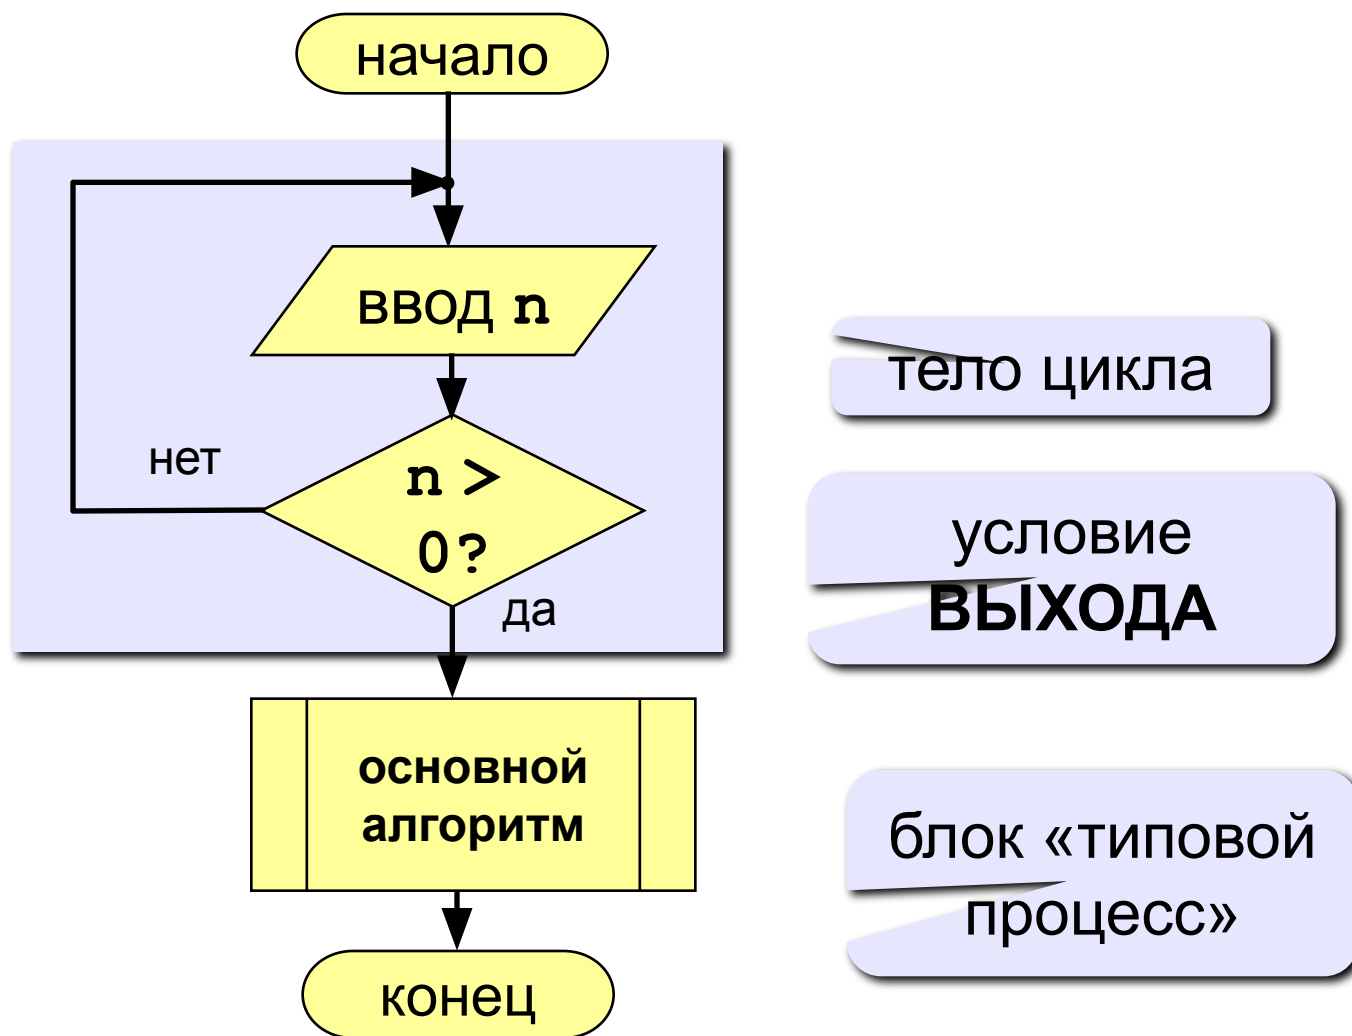 начало
ввод n
тело цикла
нет
n >
0?
условие
ВЫХОДА
да
основной
алгоритм
блок «типовой
процесс»
конец